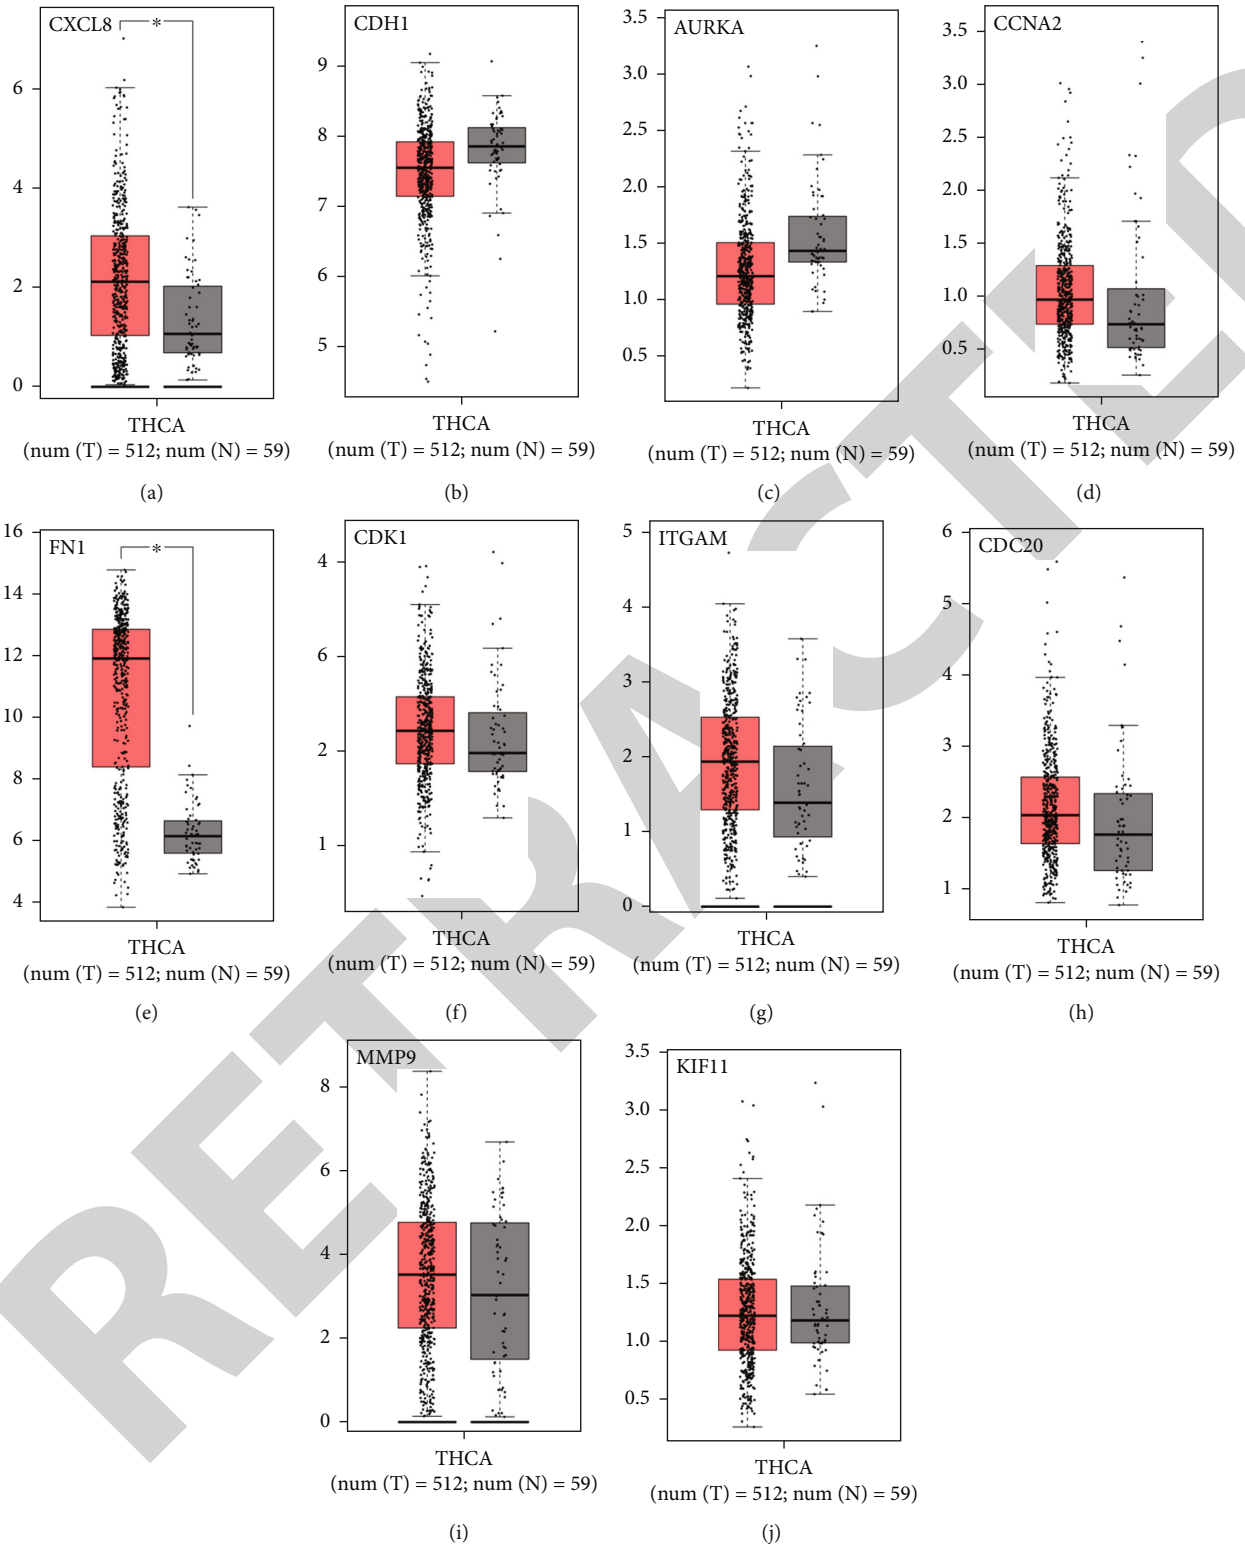 CXCL8
*
6
4
2
0
THCA
(num (T) = 512; num (N) = 59)
(a)
CDH1
9
8
7
6
5
THCA
(num (T) = 512; num (N) = 59)
(b)
AURKA
3.5
3.0
2.5
2.0
1.5
1.0
0.5
THCA
(num (T) = 512; num (N) = 59)
(c)
CCNA2
3.5
3.0
2.5
2.0
1.5
1.0
0.5
THCA
(num (T) = 512; num (N) = 59)
(d)
FN1
*
16
14
12
10
8
6
4
THCA
(num (T) = 512; num (N) = 59)
(e)
CDK1
4
6
2
1
THCA
(num (T) = 512; num (N) = 59)
(f)
ITGAM
5
4
3
2
1
0
THCA
(num (T) = 512; num (N) = 59)
(g)
CDC20
6
5
4
3
2
1
THCA
(num (T) = 512; num (N) = 59)
(h)
MMP9
8
6
4
2
0
THCA
(num (T) = 512; num (N) = 59)
(i)
KIF11
3.5
3.0
2.5
2.0
1.5
1.0
0.5
THCA
(num (T) = 512; num (N) = 59)
(j)
RETRACTED